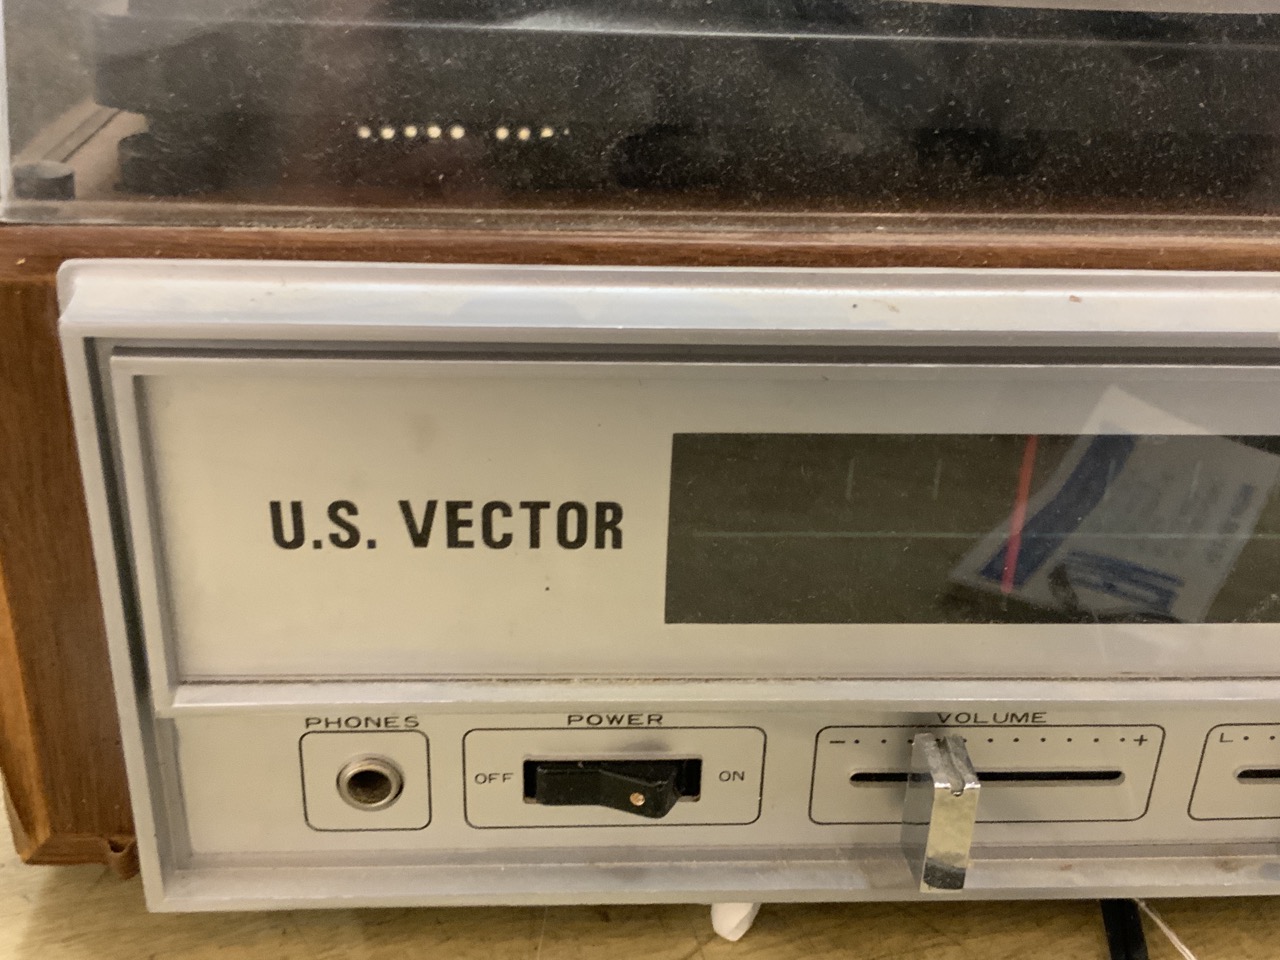 U.S. VECTOR
PHONES
POWER
OFF
ON
VOLUME
- +
L